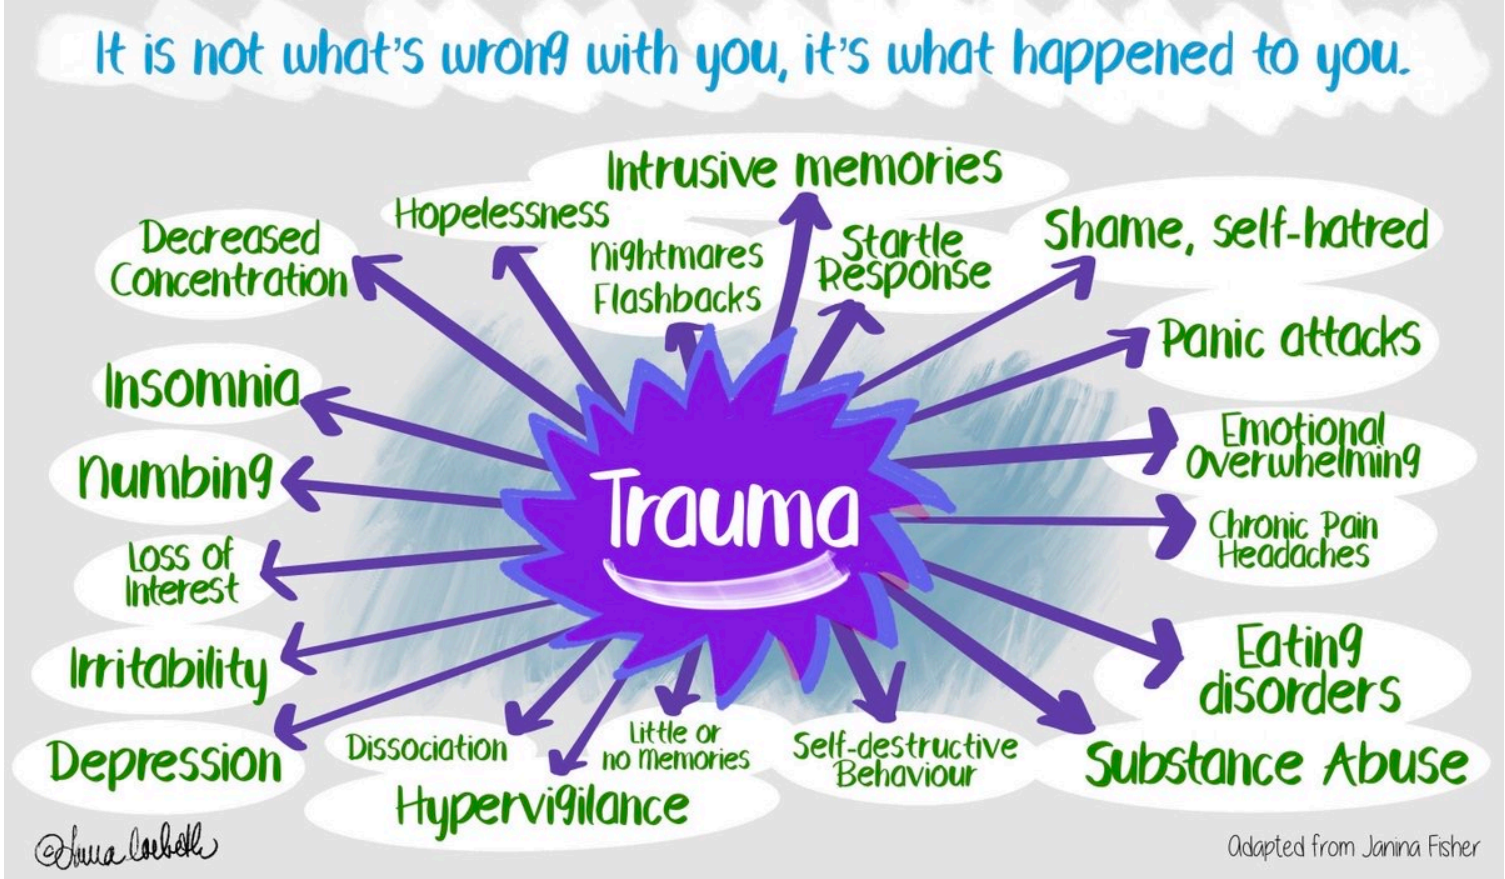 It is not what's wrong with you, it's what happened to you.
Intrusive memories
Hopelessness
Decreased
Concentration
Nightmares
Flashbacks
Startle
Response
Shame, self-hatred
Panic attacks
Insomnia
Emotional
Overwhelming
Numbing
Trauma
Chronic Pain
Headaches
Loss of
Interest
Irritability
Eating
disorders
Depression
Dissociation
Little or
no Memories
Self-destructive
Behaviour
Substance Abuse
Hypervigilance
Adapted from Janina Fisher